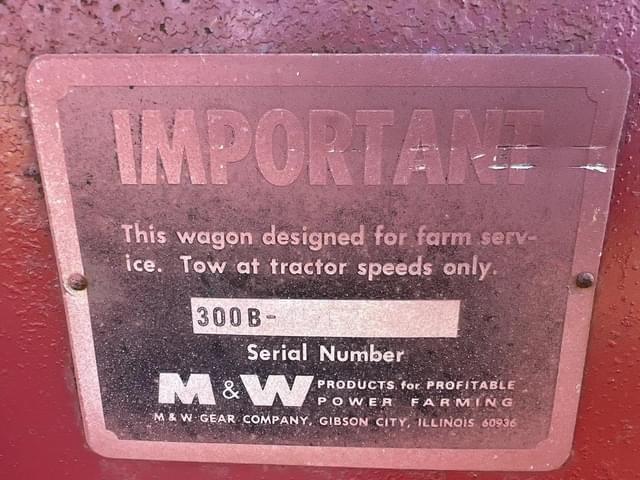 IMPORTANT
This wagon designed for farm serv-
ice. Tow at tractor speeds only.
300B-
Serial Number
M & W PRODUCTS for PROFITABLE
POWER FARMING
M & W GEAR COMPANY, GIBSON CITY, ILLINOIS 60936